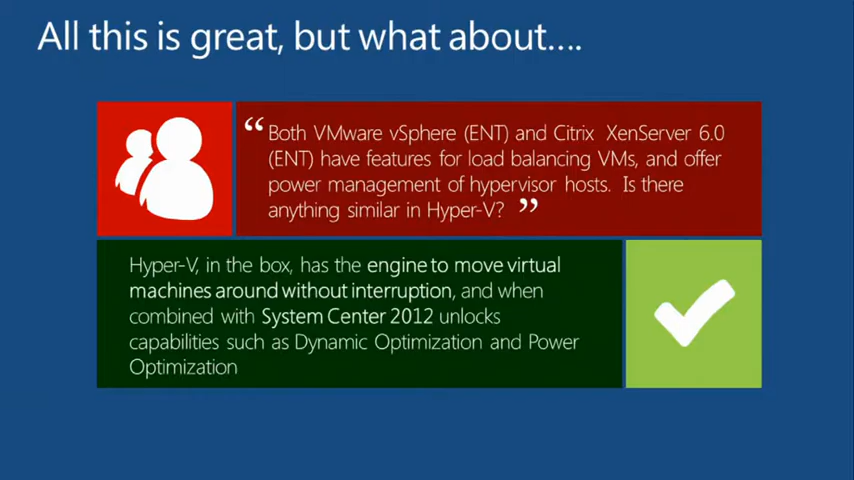 All this is great, but what about....
“ Both VMware vSphere (ENT) and Citrix XenServer 6.0
(ENT) have features for load balancing VMs, and offer
power management of hypervisor hosts. Is there
anything similar in Hyper-V? ”
Hyper-V, in the box, has the engine to move virtual
machines around without interruption, and when
combined with System Center 2012 unlocks
capabilities such as Dynamic Optimization and Power
Optimization